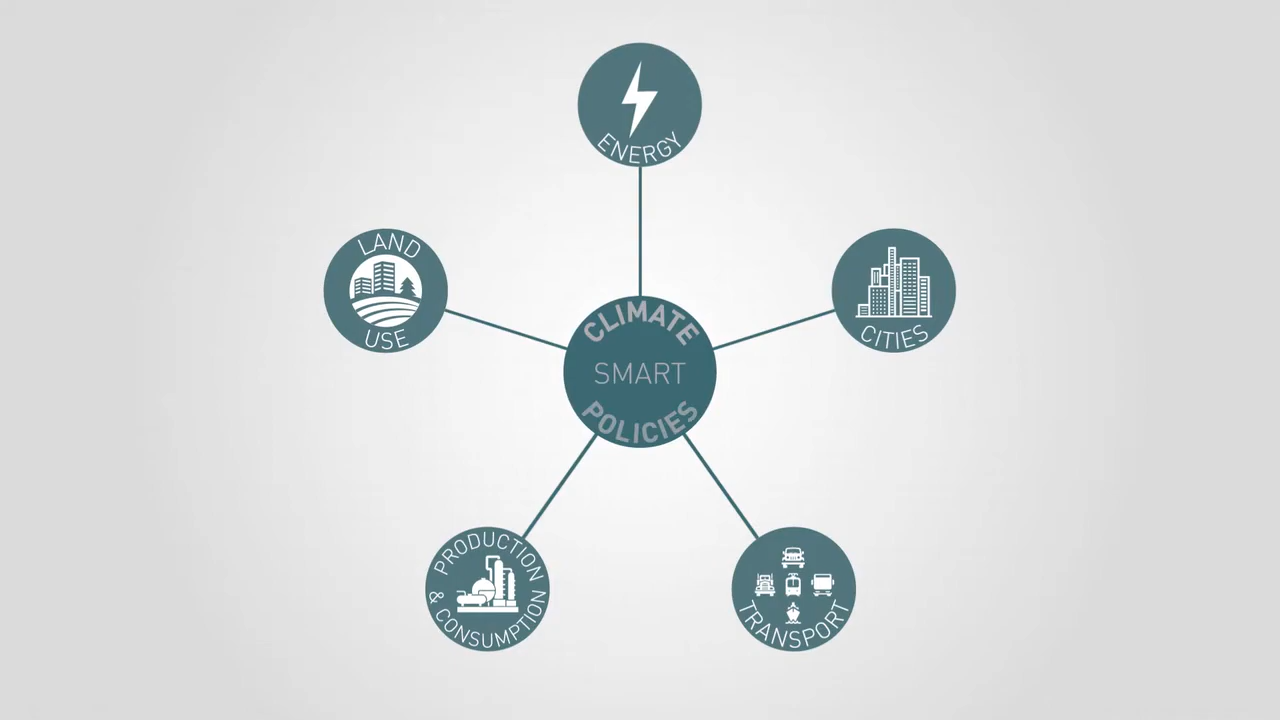 ENERGY
LAND
USE
CITIES
CLIMATE
SMART
POLICIES
PRODUCTION
& CONSUMPTION
TRANSPORT